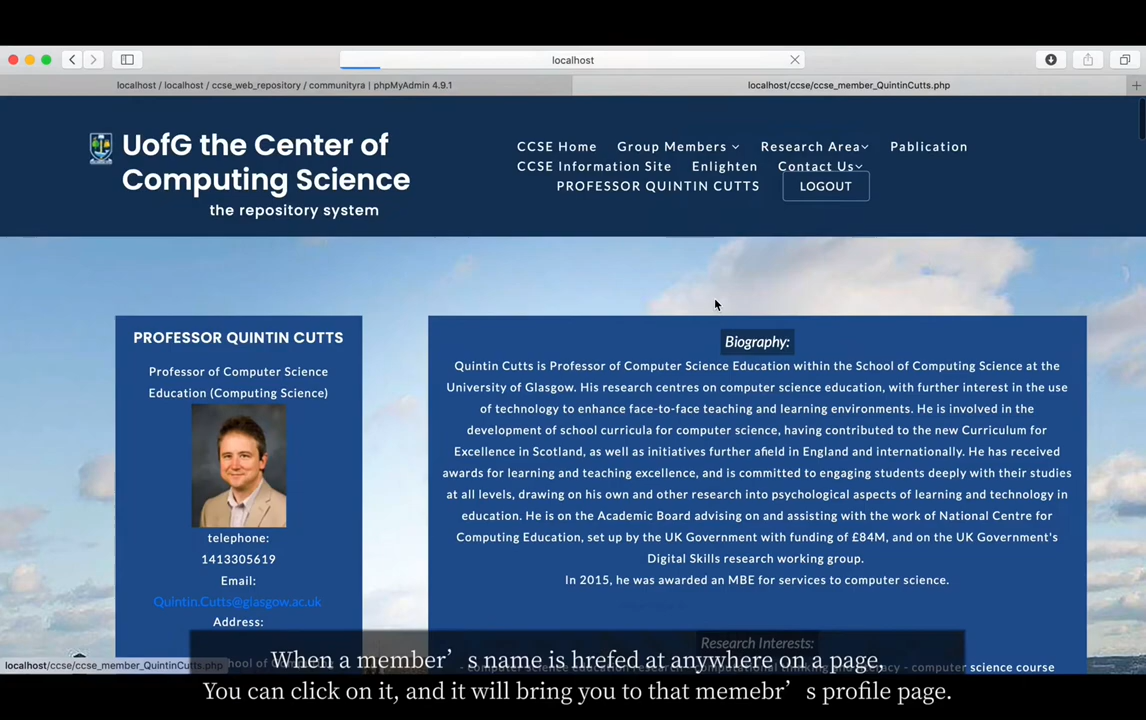 localhost
localhost / localhost / ccse_web_repository / communityra | phpMyAdmin 4.9.1
localhost/ccse/ccse_member_QuintinCutts.php
UofG the Center of
Computing Science
the repository system
CCSE Home Group Members Research Area Pablication
CCSE Information Site Enlighten Contact Us
PROFESSOR QUINTIN CUTTS LOGOUT
PROFESSOR QUINTIN CUTTS
Professor of Computer Science
Education (Computing Science)
telephone:
1413305619
Email:
Quintin.Cutts@glasgow.ac.uk
Address:
Biography:
Quintin Cutts is Professor of Computer Science Education within the School of Computing Science at the
University of Glasgow. His research centres on computer science education, with further interest in the use
of technology to enhance face-to-face teaching and learning environments. He is involved in the
development of school curricula for computer science, having contributed to the new Curriculum for
Excellence in Scotland, as well as initiatives further afield in England and internationally. He has received
awards for learning and teaching excellence, and is committed to engaging students deeply with their studies
at all levels, drawing on his own and other research into psychological aspects of learning and technology in
education. He is on the Academic Board advising on and assisting with the work of National Centre for
Computing Education, set up by the UK Government with funding of £84M, and on the UK Government's
Digital Skills research working group.
In 2015, he was awarded an MBE for services to computer science.
Research Interests:
science course
localhost/ccse/ccse_member_QuintinCutts.php
When a member's name is hrefed at anywhere on a page,
You can click on it, and it will bring you to that memebr's profile page.